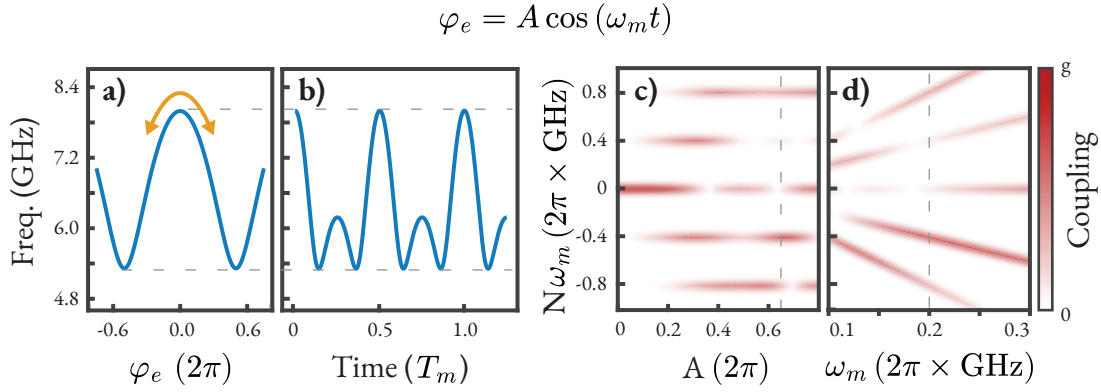 φ_e = A cos (ω_m t)
a)
b)
c)
d)
Freq. (GHz)
8.4
7.2
6.0
4.8
-0.6
0.0
0.6
φ_e (2π)
0
0.5
1.0
Time (T_m)
Nω_m (2π × GHz)
0.8
0.4
0
-0.4
-0.8
0
0.2
0.4
0.6
A (2π)
0.1
0.2
0.3
ω_m (2π × GHz)
g
Coupling
0